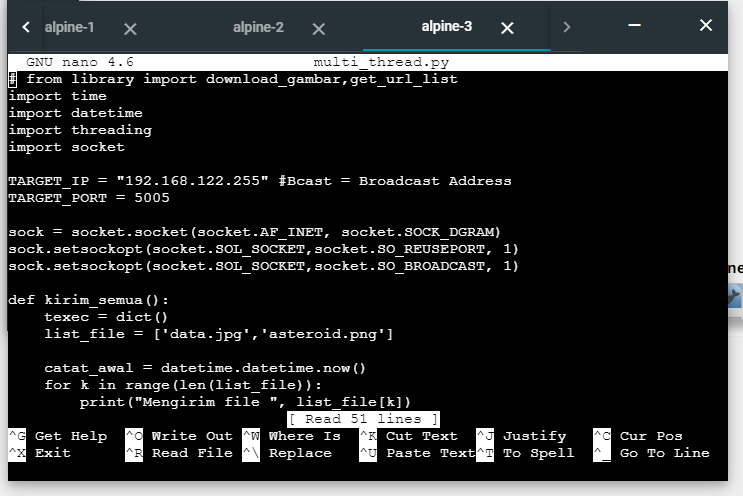 alpine-1
alpine-2
alpine-3
GNU nano 4.6 multi_thread.py
# from library import download_gambar,get_url_list
import time
import datetime
import threading
import socket
TARGET_IP = "192.168.122.255" #Bcast = Broadcast Address
TARGET_PORT = 5005
sock = socket.socket(socket.AF_INET, socket.SOCK_DGRAM)
sock.setsockopt(socket.SOL_SOCKET,socket.SO_REUSEPORT, 1)
sock.setsockopt(socket.SOL_SOCKET,socket.SO_BROADCAST, 1)
def kirim_semua():
    texec = dict()
    list_file = ['data.jpg','asteroid.png']
    catat_awal = datetime.datetime.now()
    for k in range(len(list_file)):
        print("Mengirim file ", list_file[k])
[ Read 51 lines ]
^G Get Help ^O Write Out ^W Where Is ^K Cut Text ^J Justify ^C Cur Pos
^X Exit ^R Read File ^\ Replace ^U Paste Text ^T To Spell ^_ Go To Line
ne